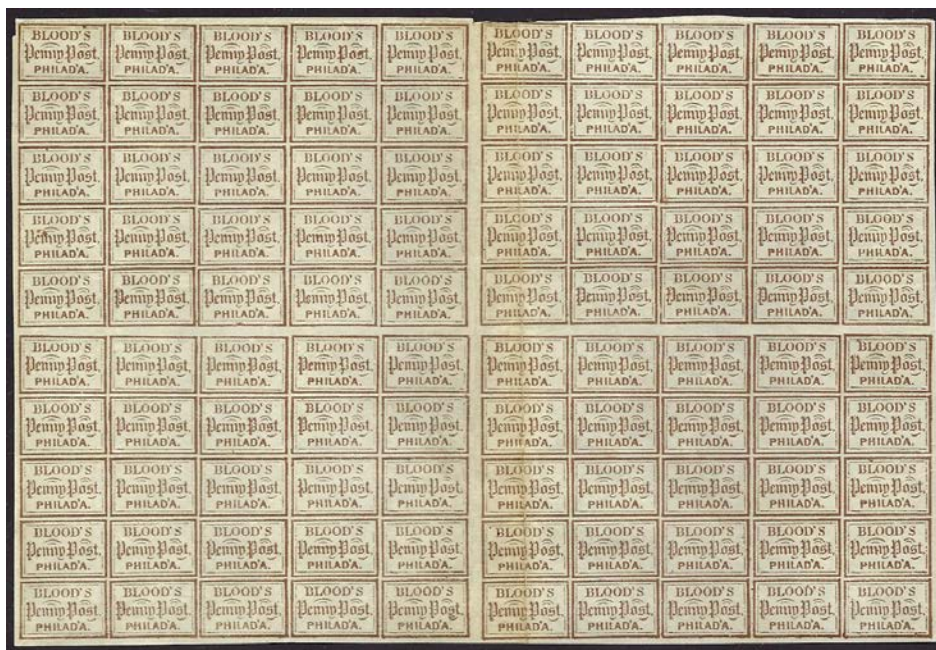 BLOOD'S BLOOD'S BLOOD'S BLOOD'S BLOOD'S BLOOD'S BLOOD'S BLOOD'S BLOOD'S BLOOD'S
Penny Post, Penny Post, Penny Post, Penny Post, Penny Post, Penny Post, Penny Post, Penny Post, Penny Post, Penny Post,
PHILAD'A. PHILAD'A. PHILAD'A. PHILAD'A. PHILAD'A. PHILAD'A. PHILAD'A. PHILAD'A. PHILAD'A. PHILAD'A.
BLOOD'S BLOOD'S BLOOD'S BLOOD'S BLOOD'S BLOOD'S BLOOD'S BLOOD'S BLOOD'S BLOOD'S
Penny Post, Penny Post, Penny Post, Penny Post, Penny Post, Penny Post, Penny Post, Penny Post, Penny Post, Penny Post,
PHILAD'A. PHILAD'A. PHILAD'A. PHILAD'A. PHILAD'A. PHILAD'A. PHILAD'A. PHILAD'A. PHILAD'A. PHILAD'A.
BLOOD'S BLOOD'S BLOOD'S BLOOD'S BLOOD'S BLOOD'S BLOOD'S BLOOD'S BLOOD'S BLOOD'S
Penny Post, Penny Post, Penny Post, Penny Post, Penny Post, Penny Post, Penny Post, Penny Post, Penny Post, Penny Post,
PHILAD'A. PHILAD'A. PHILAD'A. PHILAD'A. PHILAD'A. PHILAD'A. PHILAD'A. PHILAD'A. PHILAD'A. PHILAD'A.
BLOOD'S BLOOD'S BLOOD'S BLOOD'S BLOOD'S BLOOD'S BLOOD'S BLOOD'S BLOOD'S BLOOD'S
Penny Post, Penny Post, Penny Post, Penny Post, Penny Post, Penny Post, Penny Post, Penny Post, Penny Post, Penny Post,
PHILAD'A. PHILAD'A. PHILAD'A. PHILAD'A. PHILAD'A. PHILAD'A. PHILAD'A. PHILAD'A. PHILAD'A. PHILAD'A.
BLOOD'S BLOOD'S BLOOD'S BLOOD'S BLOOD'S BLOOD'S BLOOD'S BLOOD'S BLOOD'S BLOOD'S
Penny Post, Penny Post, Penny Post, Penny Post, Penny Post, Penny Post, Penny Post, Penny Post, Penny Post, Penny Post,
PHILAD'A. PHILAD'A. PHILAD'A. PHILAD'A. PHILAD'A. PHILAD'A. PHILAD'A. PHILAD'A. PHILAD'A. PHILAD'A.
BLOOD'S BLOOD'S BLOOD'S BLOOD'S BLOOD'S BLOOD'S BLOOD'S BLOOD'S BLOOD'S BLOOD'S
Penny Post, Penny Post, Penny Post, Penny Post, Penny Post, Penny Post, Penny Post, Penny Post, Penny Post, Penny Post,
PHILAD'A. PHILAD'A. PHILAD'A. PHILAD'A. PHILAD'A. PHILAD'A. PHILAD'A. PHILAD'A. PHILAD'A. PHILAD'A.
BLOOD'S BLOOD'S BLOOD'S BLOOD'S BLOOD'S BLOOD'S BLOOD'S BLOOD'S BLOOD'S BLOOD'S
Penny Post, Penny Post, Penny Post, Penny Post, Penny Post, Penny Post, Penny Post, Penny Post, Penny Post, Penny Post,
PHILAD'A. PHILAD'A. PHILAD'A. PHILAD'A. PHILAD'A. PHILAD'A. PHILAD'A. PHILAD'A. PHILAD'A. PHILAD'A.
BLOOD'S BLOOD'S BLOOD'S BLOOD'S BLOOD'S BLOOD'S BLOOD'S BLOOD'S BLOOD'S BLOOD'S
Penny Post, Penny Post, Penny Post, Penny Post, Penny Post, Penny Post, Penny Post, Penny Post, Penny Post, Penny Post,
PHILAD'A. PHILAD'A. PHILAD'A. PHILAD'A. PHILAD'A. PHILAD'A. PHILAD'A. PHILAD'A. PHILAD'A. PHILAD'A.
BLOOD'S BLOOD'S BLOOD'S BLOOD'S BLOOD'S BLOOD'S BLOOD'S BLOOD'S BLOOD'S BLOOD'S
Penny Post, Penny Post, Penny Post, Penny Post, Penny Post, Penny Post, Penny Post, Penny Post, Penny Post, Penny Post,
PHILAD'A. PHILAD'A. PHILAD'A. PHILAD'A. PHILAD'A. PHILAD'A. PHILAD'A. PHILAD'A. PHILAD'A. PHILAD'A.
BLOOD'S BLOOD'S BLOOD'S BLOOD'S BLOOD'S BLOOD'S BLOOD'S BLOOD'S BLOOD'S BLOOD'S
Penny Post, Penny Post, Penny Post, Penny Post, Penny Post, Penny Post, Penny Post, Penny Post, Penny Post, Penny Post,
PHILAD'A. PHILAD'A. PHILAD'A. PHILAD'A. PHILAD'A. PHILAD'A. PHILAD'A. PHILAD'A. PHILAD'A. PHILAD'A.